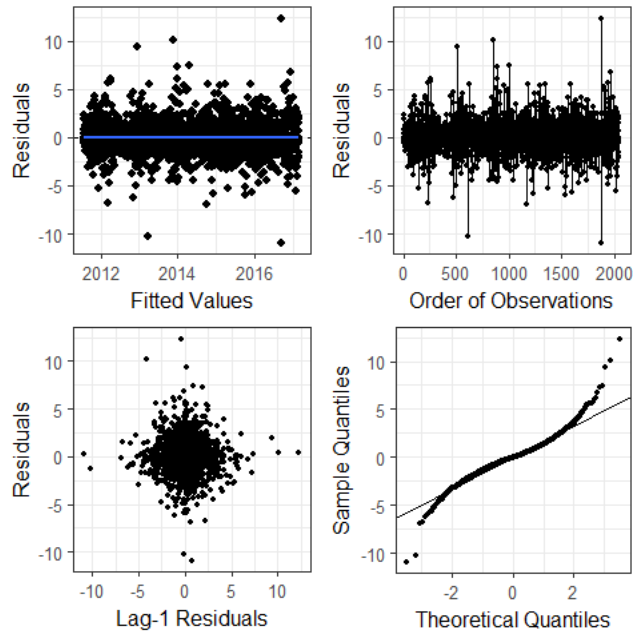 Residuals
10
5
0
-5
-10
2012 2014 2016
Fitted Values
Residuals
10
5
0
-5
-10
0 500 1000 1500 2000
Order of Observations
Residuals
10
5
0
-5
-10
-10 -5 0 5 10
Lag-1 Residuals
Sample Quantiles
10
5
0
-5
-10
-2 0 2
Theoretical Quantiles